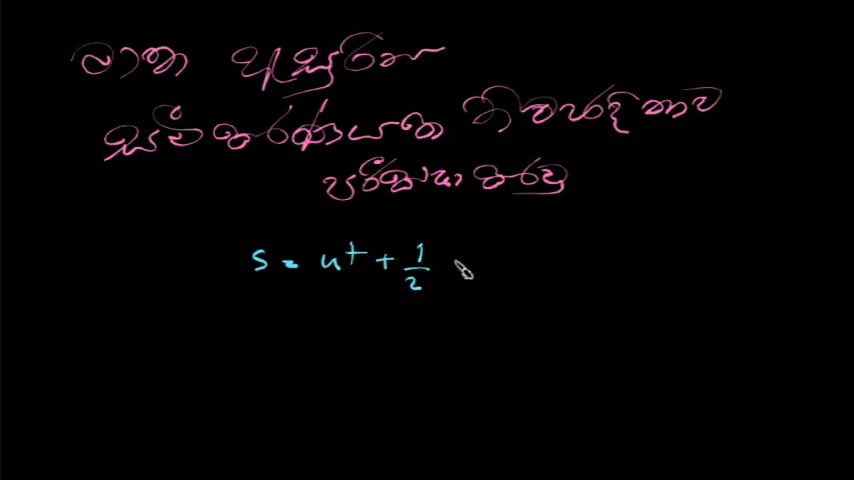 මාන ඇසුරින්
සමීකරණයක නිවැරදි තාව
පරීක්ෂා කරමු
s = ut + 1/2